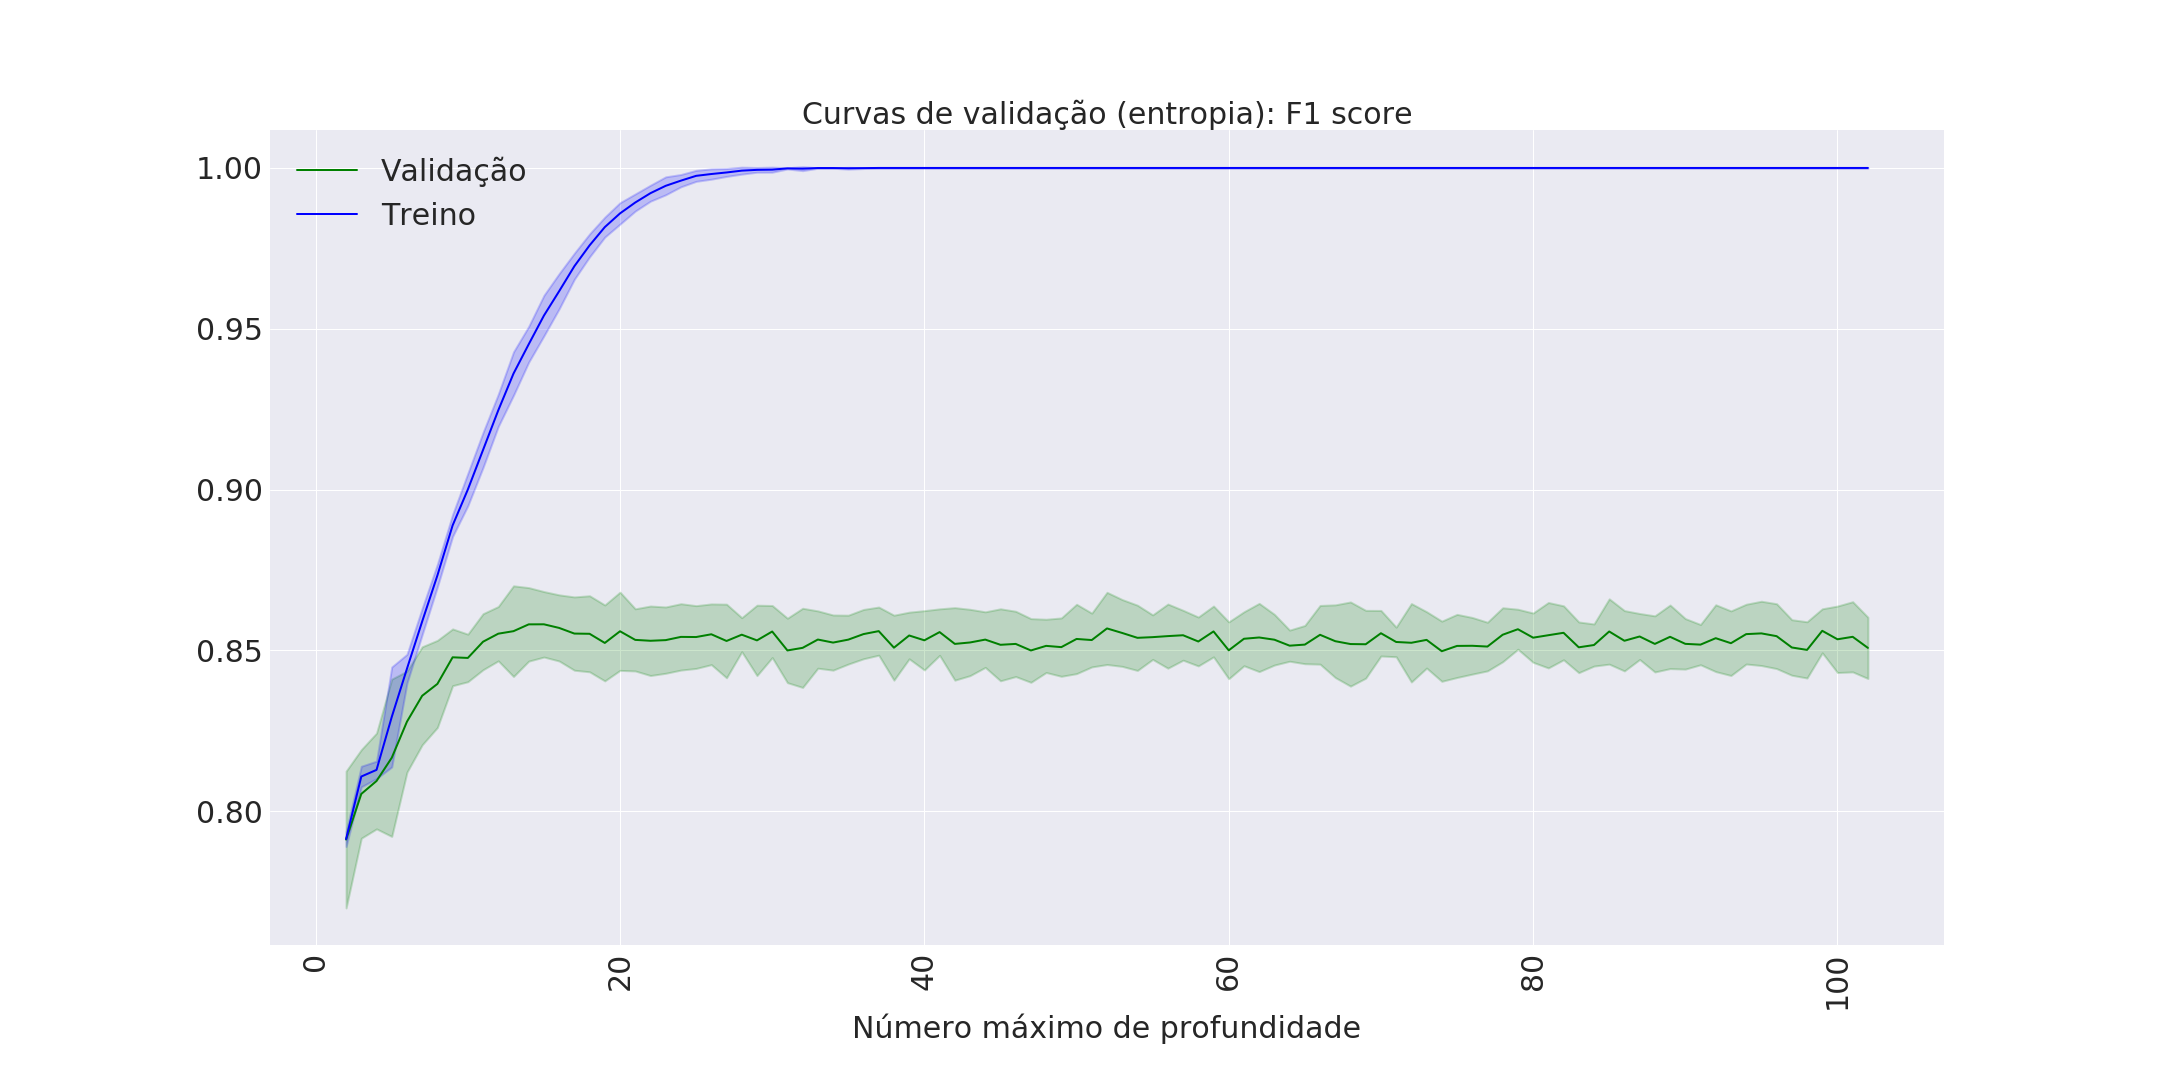 Curvas de validação (entropia): F1 score
1.00
0.95
0.90
0.85
0.80
Validação
Treino
0
20
40
60
80
100
Número máximo de profundidade